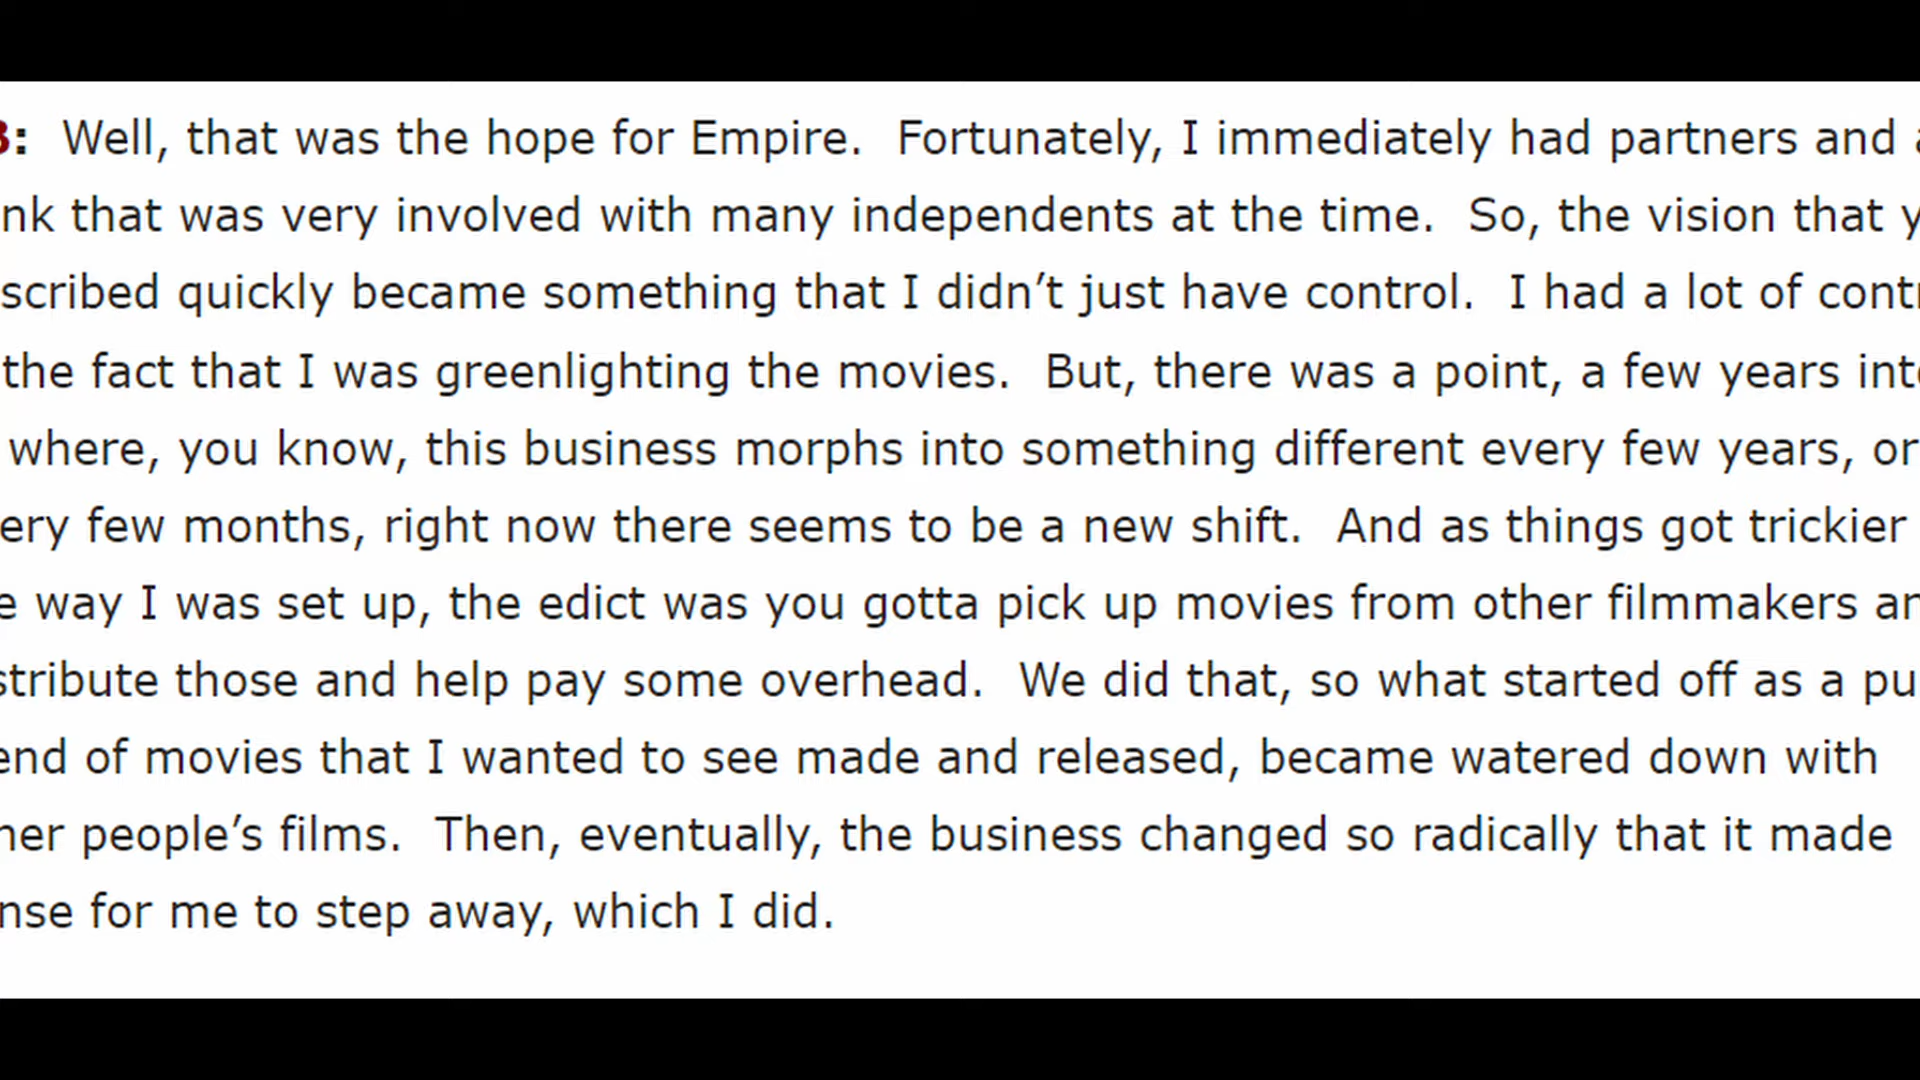 B: Well, that was the hope for Empire. Fortunately, I immediately had partners and
that was very involved with many independents at the time. So, the vision that
quickly became something that I didn’t just have control. I had a lot of
the fact that I was greenlighting the movies. But, there was a point, a few years
where, you know, this business morphs into something different every few years, or
few months, right now there seems to be a new shift. And as things got trickier
way I was set up, the edict was you gotta pick up movies from other filmmakers
those and help pay some overhead. We did that, so what started off as a
of movies that I wanted to see made and released, became watered down with
people’s films. Then, eventually, the business changed so radically that it made
for me to step away, which I did.